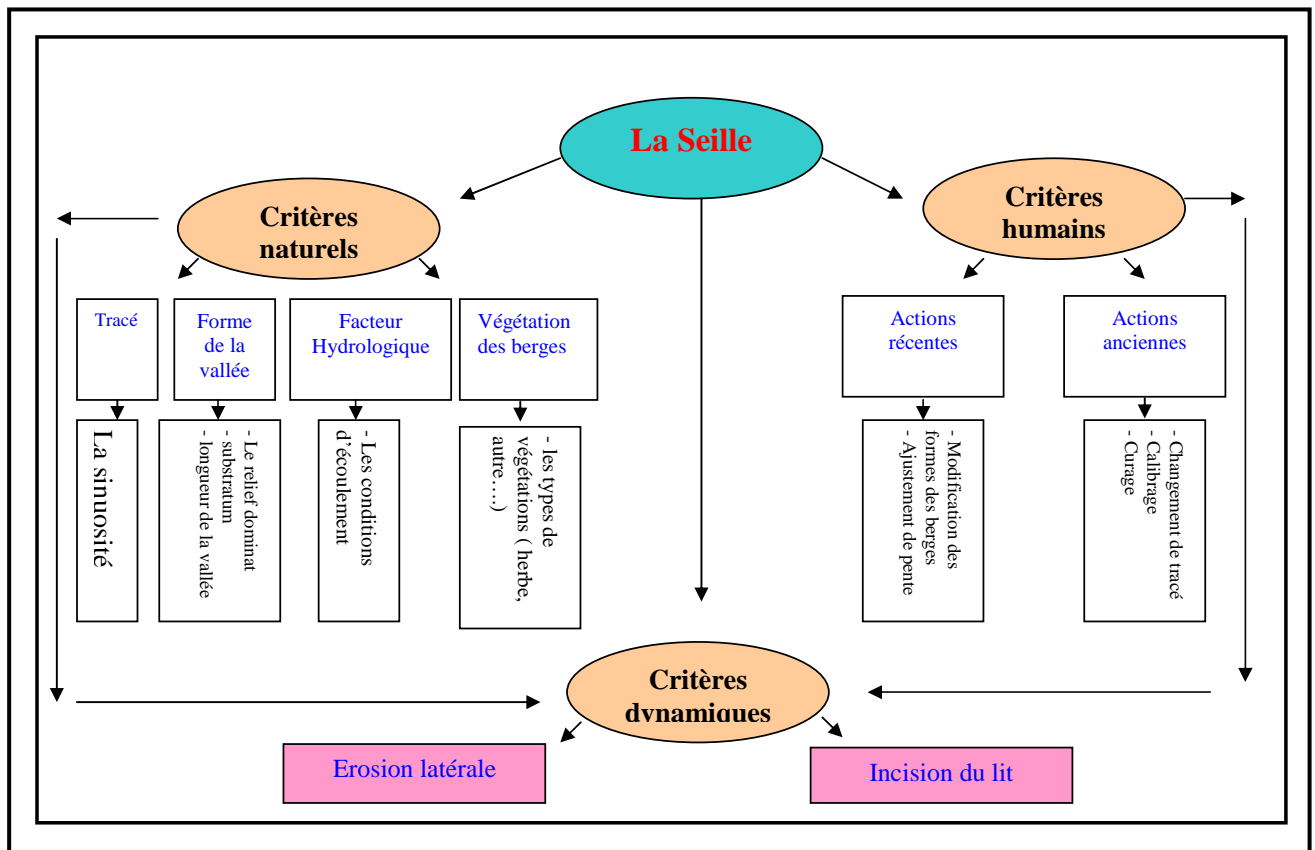 La Seille
Critères
naturels
Critères
humains
Tracé
Forme
de la
vallée
Facteur
Hydrologique
Végétation
des berges
Actions
récentes
Actions
anciennes
La sinuosité
- Le relief dominat
- substratum
- longueur de la vallée
- Les conditions
d'écoulement
- les types de
végétations ( herbe,
autre….)
- Modification des
formes des berges
- Ajustement de pente
- Changement de tracé
- Calibrage
- Curage
Critères
dynamiques
Erosion latérale
Incision du lit